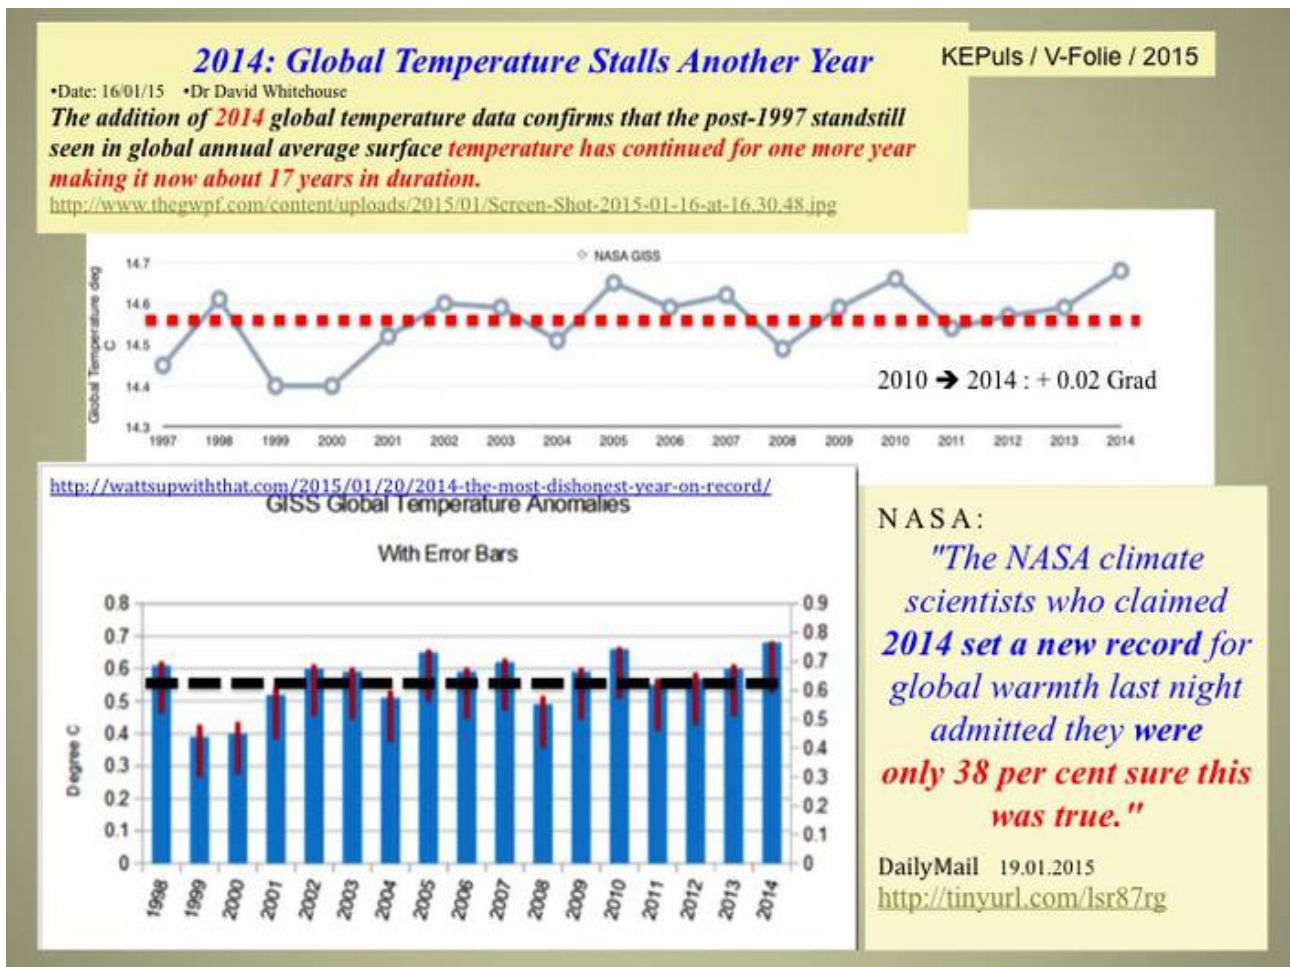 2014: Global Temperature Stalls Another Year
KEPuls / V-Folie / 2015
•Date: 16/01/15 •Dr David Whitehouse
The addition of 2014 global temperature data confirms that the post-1997 standstill
seen in global annual average surface temperature has continued for one more year
making it now about 17 years in duration.
http://www.thegwpf.com/content/uploads/2015/01/Screen-Shot-2015-01-16-at-16.30.48.jpg
NASA GISS
Global Temperature deg
C
14.7
14.6
14.5
14.4
14.3
2010 ➔ 2014 : + 0.02 Grad
1997 1998 1999 2000 2001 2002 2003 2004 2005 2006 2007 2008 2009 2010 2011 2012 2013 2014
http://wattsupwiththat.com/2015/01/20/2014-the-most-dishonest-year-on-record/
GISS Global Temperature Anomalies
With Error Bars
Degree C
0.8
0.7
0.6
0.5
0.4
0.3
0.2
0.1
0
0.9
0.8
0.7
0.6
0.5
0.4
0.3
0.2
0.1
0
1998 1999 2000 2001 2002 2003 2004 2005 2006 2007 2008 2009 2010 2011 2012 2013 2014
NASA:
"The NASA climate
scientists who claimed
2014 set a new record for
global warmth last night
admitted they were
only 38 per cent sure this
was true."
DailyMail 19.01.2015
http://tinyurl.com/lsr87rg